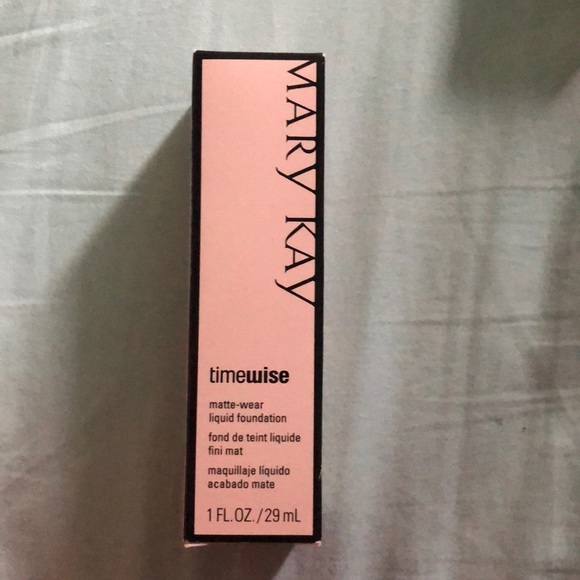 MARY KAY
timewise
matte-wear
liquid foundation
fond de teint liquide
fini mat
maquillaje líquido
acabado mate
1 FL.OZ./29 mL